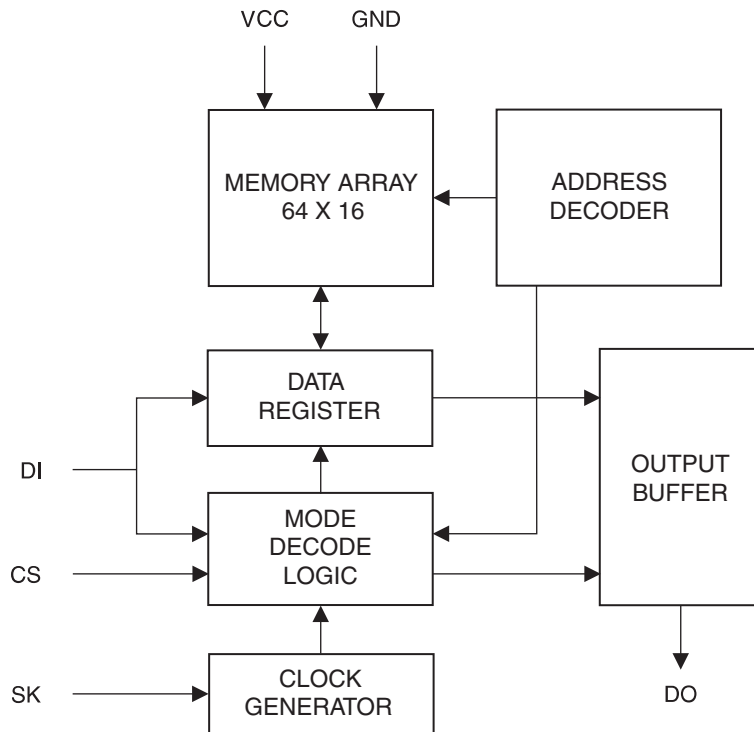 VCC
GND
MEMORY ARRAY
64 X 16
ADDRESS
DECODER
DATA
REGISTER
OUTPUT
BUFFER
DI
MODE
DECODE
LOGIC
CS
CLOCK
GENERATOR
SK
DO